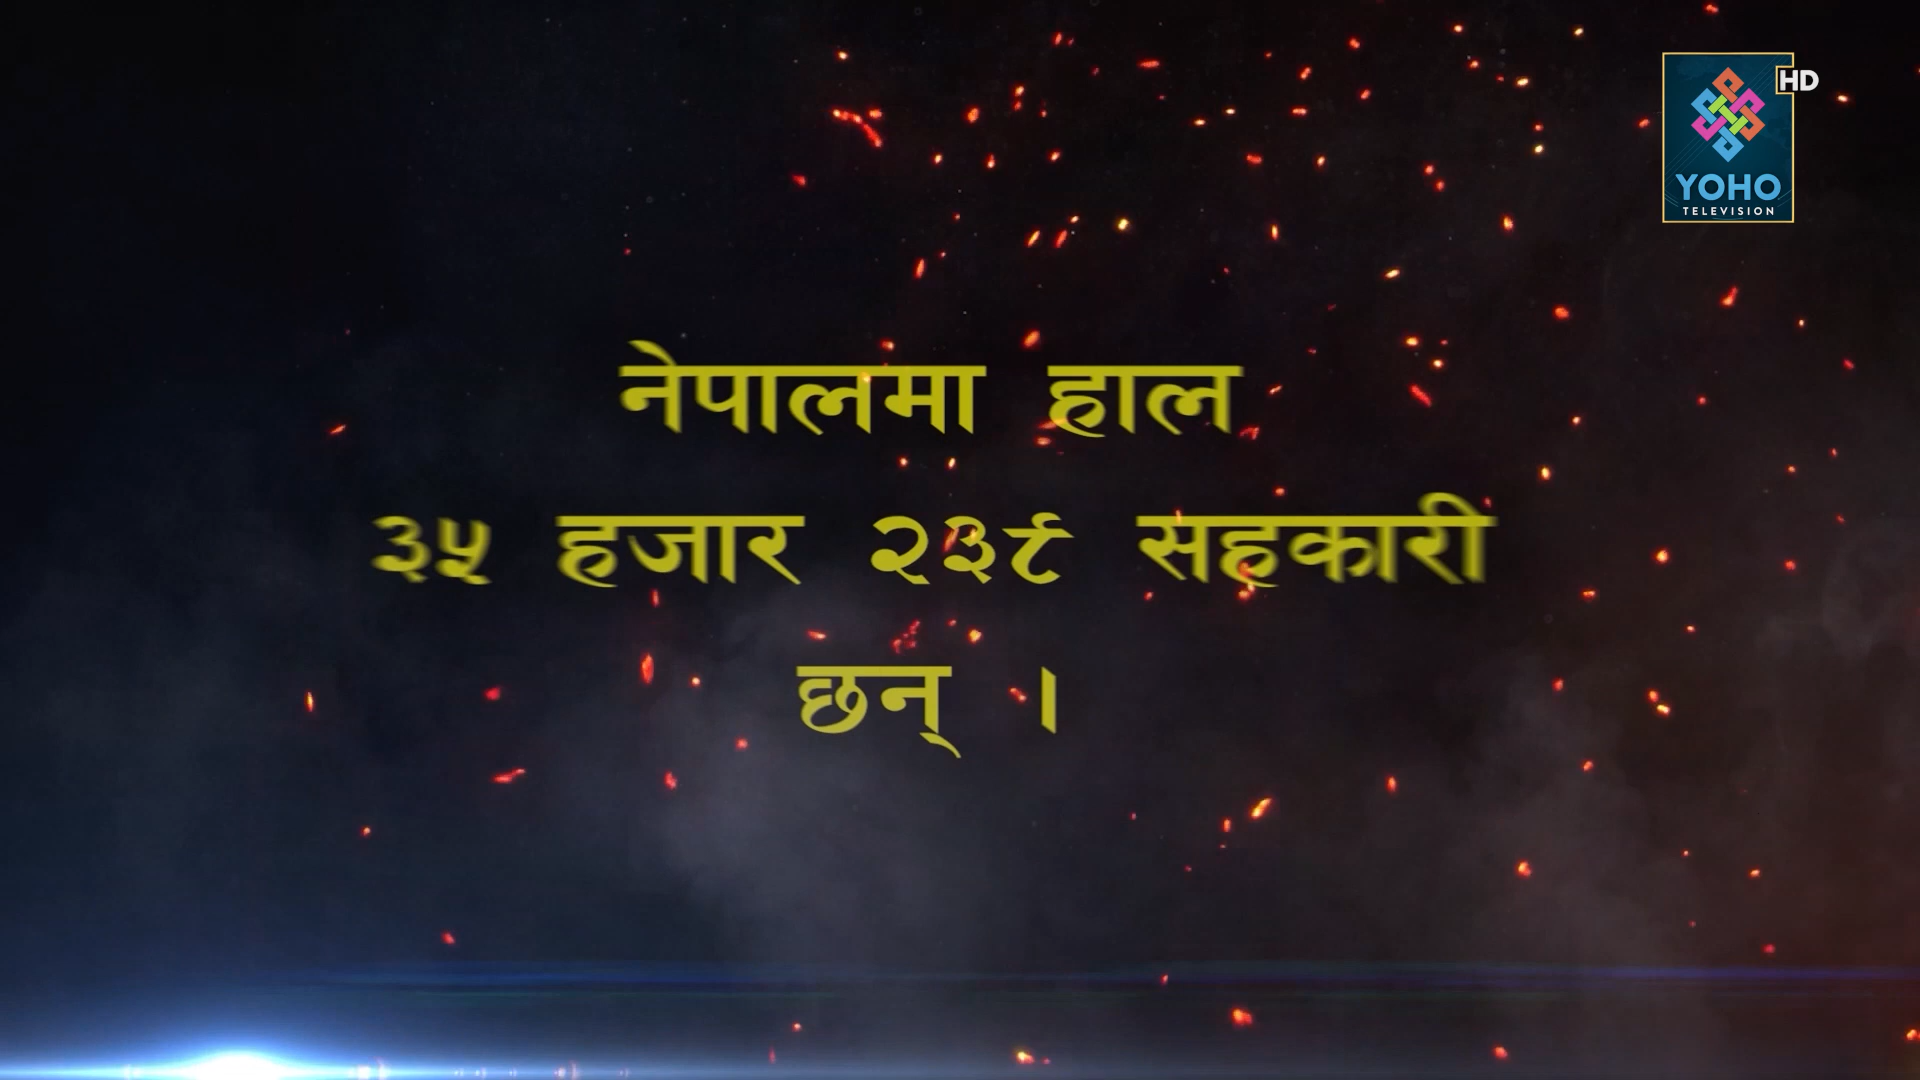 HD
YOHO
TELEVISION
नेपालमा हाल
३५ हजार २३८ सहकारी
छन् ।